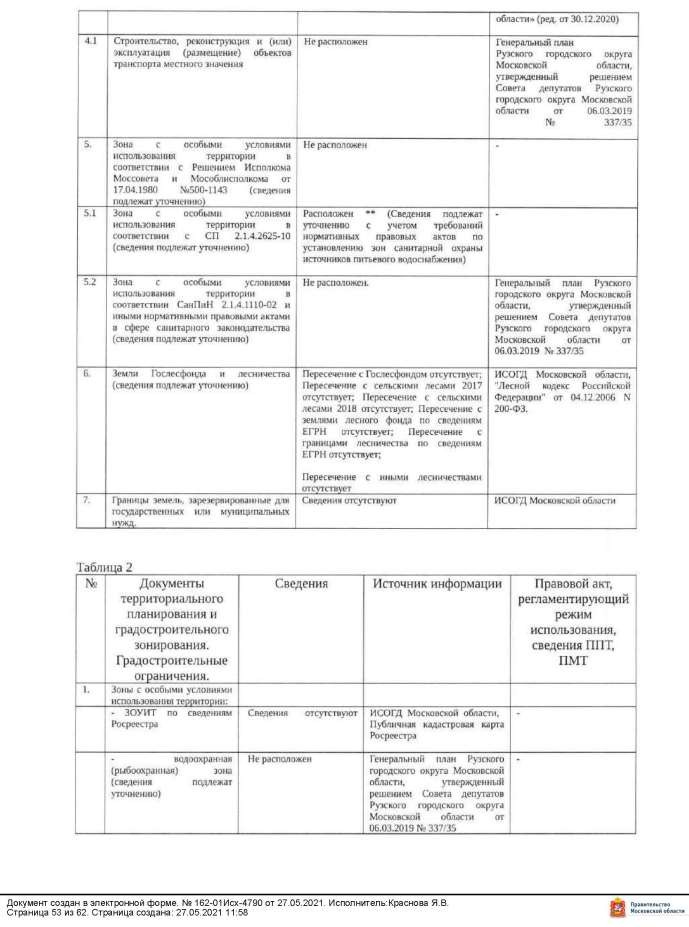 области» (ред. от 30.12.2020)
4.1
Строительство, реконструкция и (или)
эксплуатация (размещение) объектов
транспорта местного значения
Не расположен
Генеральный план
Рузского городского округа
Московской области,
утвержденный решением
Совета депутатов Рузского
городского округа Московской
области от 06.03.2019
№ 337/35
5.
Зона с особыми условиями
использования территории в
соответствии с Решением Исполкома
Моссовета и Мособлисполкома от
17.04.1980 №500-1143 (сведения
подлежат уточнению)
Не расположен
-
5.1
Зона с особыми условиями
использования территории в
соответствии с СП 2.1.4.2625-10
(сведения подлежат уточнению)
Расположен ** (Сведения подлежат
уточнению с учетом требований
нормативных правовых актов по
установлению зон санитарной охраны
источников питьевого водоснабжения)
-
5.2
Зона с особыми условиями
использования территории в
соответствии СанПиН 2.1.4.1110-02 и
иными нормативными правовыми актами
в сфере санитарного законодательства
(сведения подлежат уточнению)
Не расположен.
Генеральный план Рузского
городского округа Московской
области, утвержденный
решением Совета депутатов
Рузского городского округа
Московской области от
06.03.2019 № 337/35
6.
Земли Гослесфонда и лесничества
(сведения подлежат уточнению)
Пересечение с Гослесфондом отсутствует;
Пересечение с сельскими лесами 2017
отсутствует; Пересечение с сельскими
лесами 2018 отсутствует; Пересечение с
землями лесного фонда по сведениям
ЕГРН отсутствует; Пересечение с
границами лесничества по сведениям
ЕГРН отсутствует;
Пересечение с иными лесничествами
отсутствует
ИСОГД Московской области,
"Лесной кодекс Российской
Федерации" от 04.12.2006 N
200-ФЗ.
7.
Границы земель, зарезервированные для
государственных или муниципальных
нужд.
Сведения отсутствуют
ИСОГД Московской области
Таблица 2
№
Документы
территориального
планирования и
градостроительного
зонирования.
Градостроительные
ограничения.
Сведения
Источник информации
Правовой акт,
регламентирующий
режим
использования,
сведения ППТ,
ПМТ
1.
Зоны с особыми условиями
использования территории:
- ЗОУИТ по сведениям
Росреестра
Сведения отсутствуют
ИСОГД Московской области,
Публичная кадастровая карта
Росреестра
-
- водоохранная
(рыбоохранная) зона
(сведения подлежат
уточнению)
Не расположен
Генеральный план Рузского
городского округа Московской
области, утвержденный
решением Совета депутатов
Рузского городского округа
Московской области от
06.03.2019 № 337/35
-
Документ создан в электронной форме. № 162-01Исх-4790 от 27.05.2021. Исполнитель:Краснова Я.В.
Страница 53 из 62. Страница создана: 27.05.2021 11:58
Правительство
Московской области